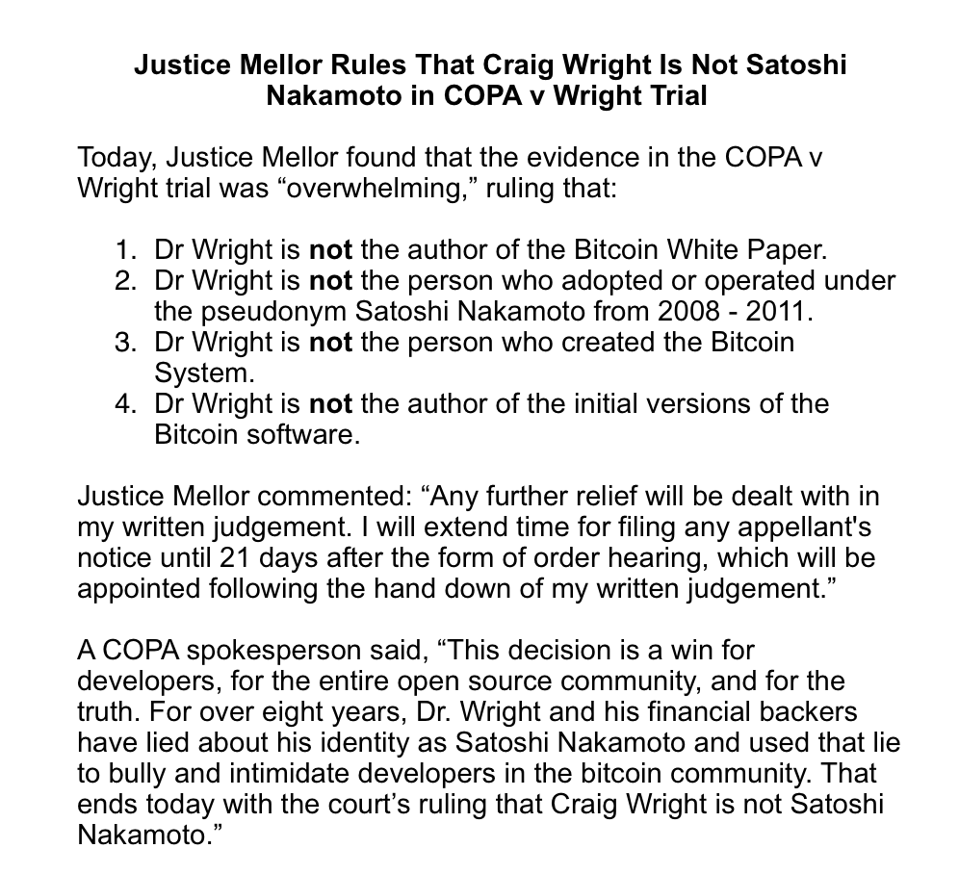 Justice Mellor Rules That Craig Wright Is Not Satoshi
Nakamoto in COPA v Wright Trial
Today, Justice Mellor found that the evidence in the COPA v
Wright trial was “overwhelming,” ruling that:
1. Dr Wright is not the author of the Bitcoin White Paper.
2. Dr Wright is not the person who adopted or operated under
the pseudonym Satoshi Nakamoto from 2008 - 2011.
3. Dr Wright is not the person who created the Bitcoin
System.
4. Dr Wright is not the author of the initial versions of the
Bitcoin software.
Justice Mellor commented: “Any further relief will be dealt with in
my written judgement. I will extend time for filing any appellant's
notice until 21 days after the form of order hearing, which will be
appointed following the hand down of my written judgement.”
A COPA spokesperson said, “This decision is a win for
developers, for the entire open source community, and for the
truth. For over eight years, Dr. Wright and his financial backers
have lied about his identity as Satoshi Nakamoto and used that lie
to bully and intimidate developers in the bitcoin community. That
ends today with the court’s ruling that Craig Wright is not Satoshi
Nakamoto.”